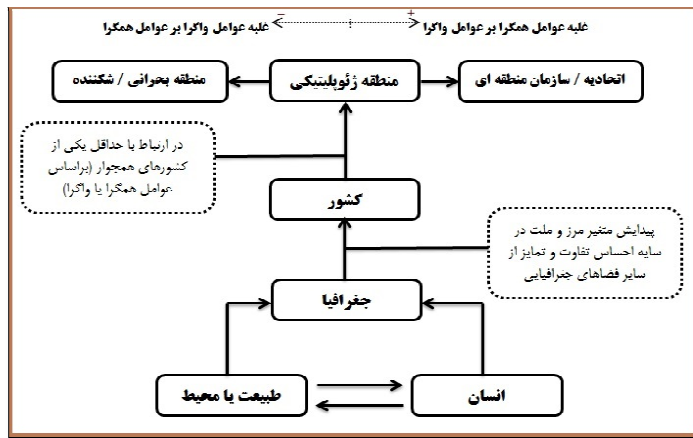 غلبه عوامل همگرا بر عوامل واگرا
+
-
غلبه عوامل واگرا بر عوامل همگرا
اتحادیه / سازمان منطقه ای
منطقه ژئوپلیتیکی
منطقه بحرانی / شکننده
در ارتباط با حداقل یکی از
کشورهای همجوار (براساس
عوامل همگرا یا واگرا)
کشور
پیدایش متغیر مرز و ملت در
سایه احساس تفاوت و تمایز از
سایر فضاهای جغرافیایی
جغرافیا
انسان
طبیعت یا محیط